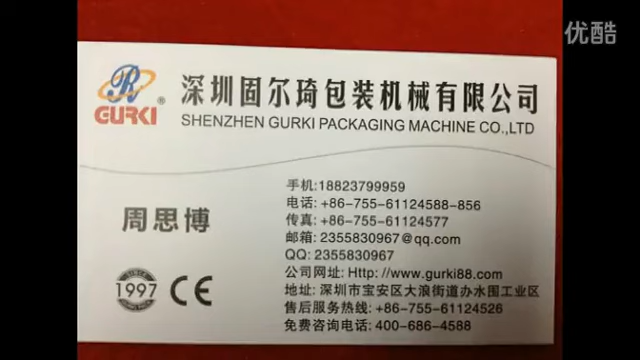 优酷
深圳固尔琦包装机械有限公司
GURKI®
SHENZHEN GURKI PACKAGING MACHINE CO.,LTD
手机:18823799959
电话: +86-755-61124588-856
周思博
传真: +86-755-61124577
邮箱: 2355830967@qq.com
QQ: 2355830967
公司网址: Http: //www.gurki88.com
SINCE
1997
CE
地址: 深圳市宝安区大浪街道办水围工业区
售后服务热线: +86-755-61124526
免费咨询电话: 400-686-4588